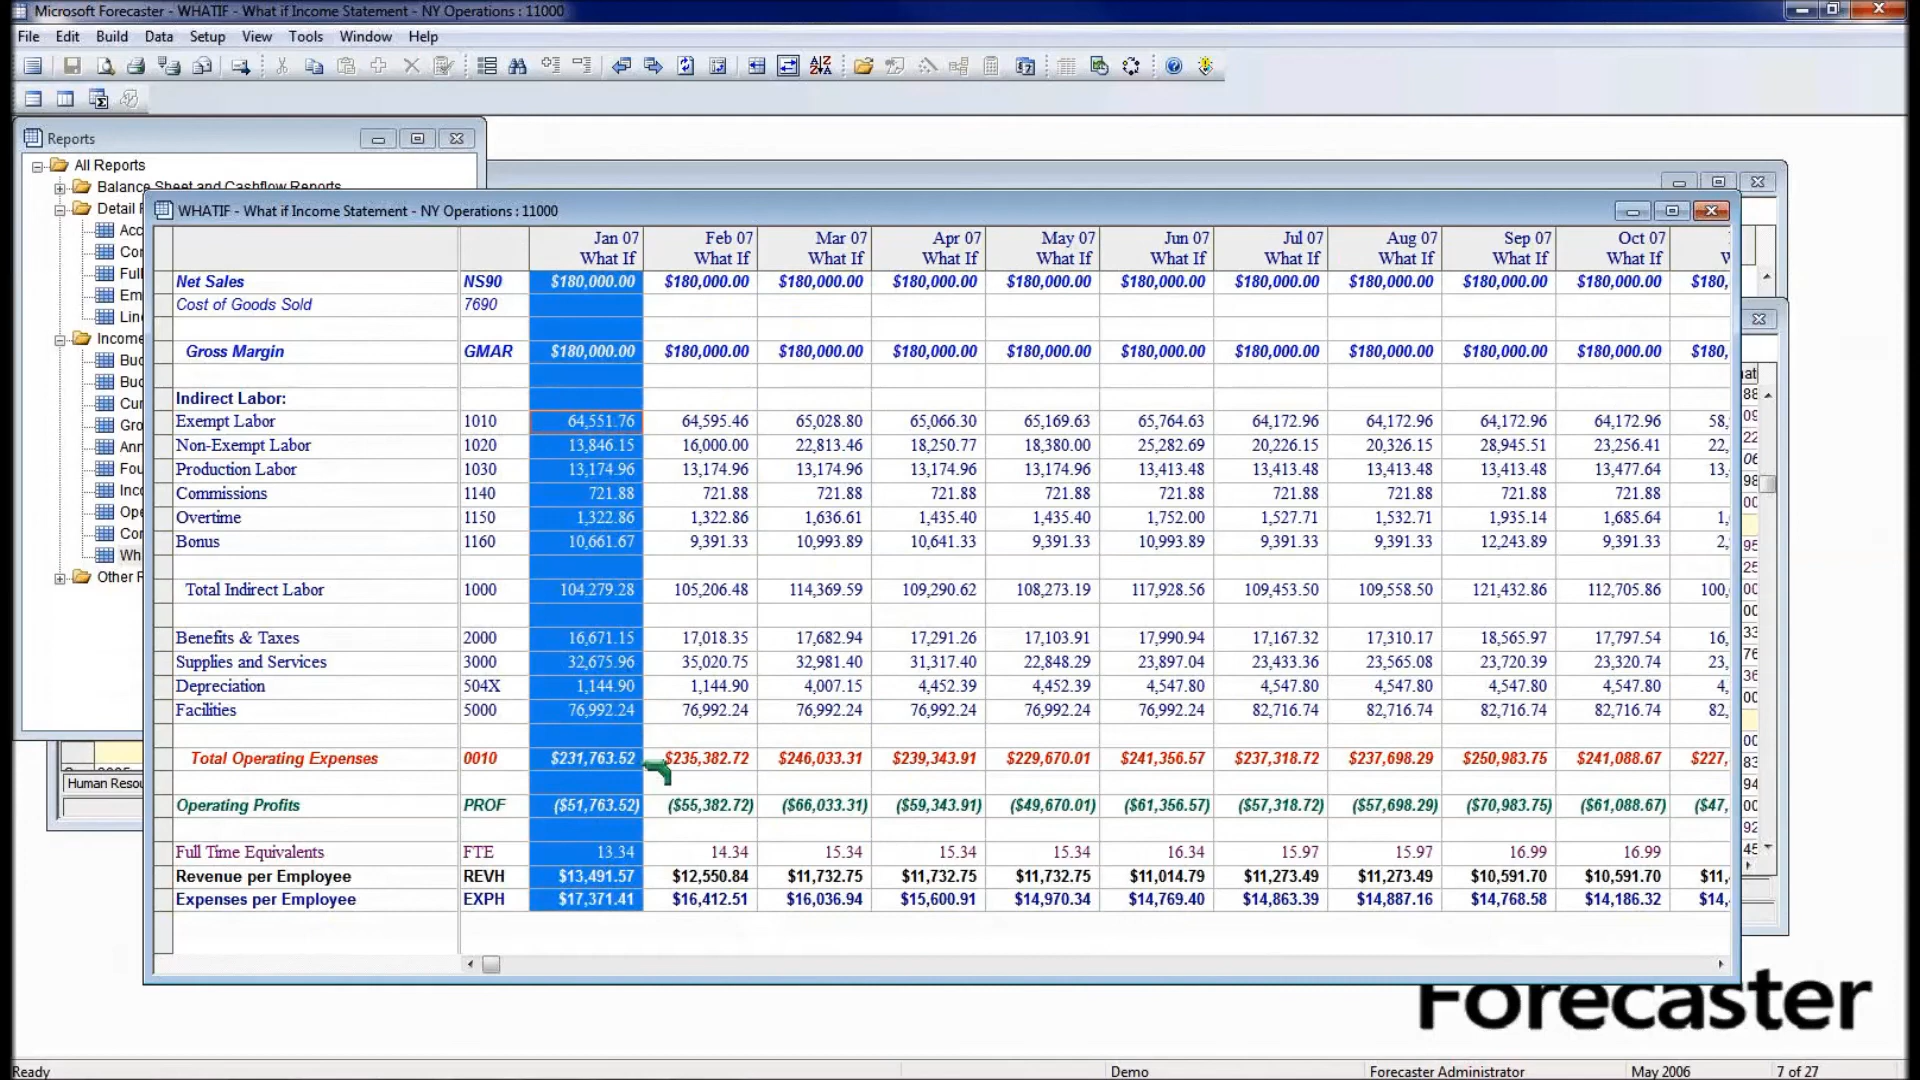 Microsoft Forecaster - WHATIF - What if Income Statement - NY Operations : 11000
File Edit Build Data Setup View Tools Window Help
Reports
All Reports
Balance Sheet and Cashflow Reports
Detail
Income
Other
WHATIF - What if Income Statement - NY Operations : 11000
Jan 07 Feb 07 Mar 07 Apr 07 May 07 Jun 07 Jul 07 Aug 07 Sep 07 Oct 07
What If What If What If What If What If What If What If What If What If What If
Net Sales NS90 $180,000.00 $180,000.00 $180,000.00 $180,000.00 $180,000.00 $180,000.00 $180,000.00 $180,000.00 $180,000.00 $180,000.00 $180,
Cost of Goods Sold 7690
Gross Margin GMAR $180,000.00 $180,000.00 $180,000.00 $180,000.00 $180,000.00 $180,000.00 $180,000.00 $180,000.00 $180,000.00 $180,000.00 $180,
Indirect Labor:
Exempt Labor 1010 64,551.76 64,595.46 65,028.80 65,066.30 65,169.63 65,764.63 64,172.96 64,172.96 64,172.96 64,172.96 58,
Non-Exempt Labor 1020 13,846.15 16,000.00 22,813.46 18,250.77 18,380.00 25,282.69 20,226.15 20,326.15 28,945.51 23,256.41 22,
Production Labor 1030 13,174.96 13,174.96 13,174.96 13,174.96 13,174.96 13,413.48 13,413.48 13,413.48 13,413.48 13,477.64 13,
Commissions 1140 721.88 721.88 721.88 721.88 721.88 721.88 721.88 721.88 721.88 721.88
Overtime 1150 1,322.86 1,322.86 1,636.61 1,435.40 1,435.40 1,752.00 1,527.71 1,532.71 1,935.14 1,685.64 1,
Bonus 1160 10,661.67 9,391.33 10,993.89 10,641.33 9,391.33 10,993.89 9,391.33 9,391.33 12,243.89 9,391.33 2,
Total Indirect Labor 1000 104,279.28 105,206.48 114,369.59 109,290.62 108,273.19 117,928.56 109,453.50 109,558.50 121,432.86 112,705.86 100,
Benefits & Taxes 2000 16,671.15 17,018.35 17,682.94 17,291.26 17,103.91 17,990.94 17,167.32 17,310.17 18,565.97 17,797.54 16,
Supplies and Services 3000 32,675.96 35,020.75 32,981.40 31,317.40 22,848.29 23,897.04 23,433.36 23,565.08 23,720.39 23,320.74 23,
Depreciation 504X 1,144.90 1,144.90 4,007.15 4,452.39 4,452.39 4,547.80 4,547.80 4,547.80 4,547.80 4,547.80 4,
Facilities 5000 76,992.24 76,992.24 76,992.24 76,992.24 76,992.24 76,992.24 82,716.74 82,716.74 82,716.74 82,716.74 82,
Total Operating Expenses 0010 $231,763.52 $235,382.72 $246,033.31 $239,343.91 $229,670.01 $241,356.57 $237,318.72 $237,698.29 $250,983.75 $241,088.67 $227,
Operating Profits PROF ($51,763.52) ($55,382.72) ($66,033.31) ($59,343.91) ($49,670.01) ($61,356.57) ($57,318.72) ($57,698.29) ($70,983.75) ($61,088.67) ($47,
Full Time Equivalents FTE 13.34 14.34 15.34 15.34 15.34 16.34 15.97 15.97 16.99 16.99
Revenue per Employee REVH $13,491.57 $12,550.84 $11,732.75 $11,732.75 $11,732.75 $11,014.79 $11,273.49 $11,273.49 $10,591.70 $10,591.70 $11,
Expenses per Employee EXPH $17,371.41 $16,412.51 $16,036.94 $15,600.91 $14,970.34 $14,769.40 $14,863.39 $14,887.16 $14,768.58 $14,186.32 $14,
Human Resou
Forecaster
Ready Demo Forecaster Administrator May 2006 7 of 27